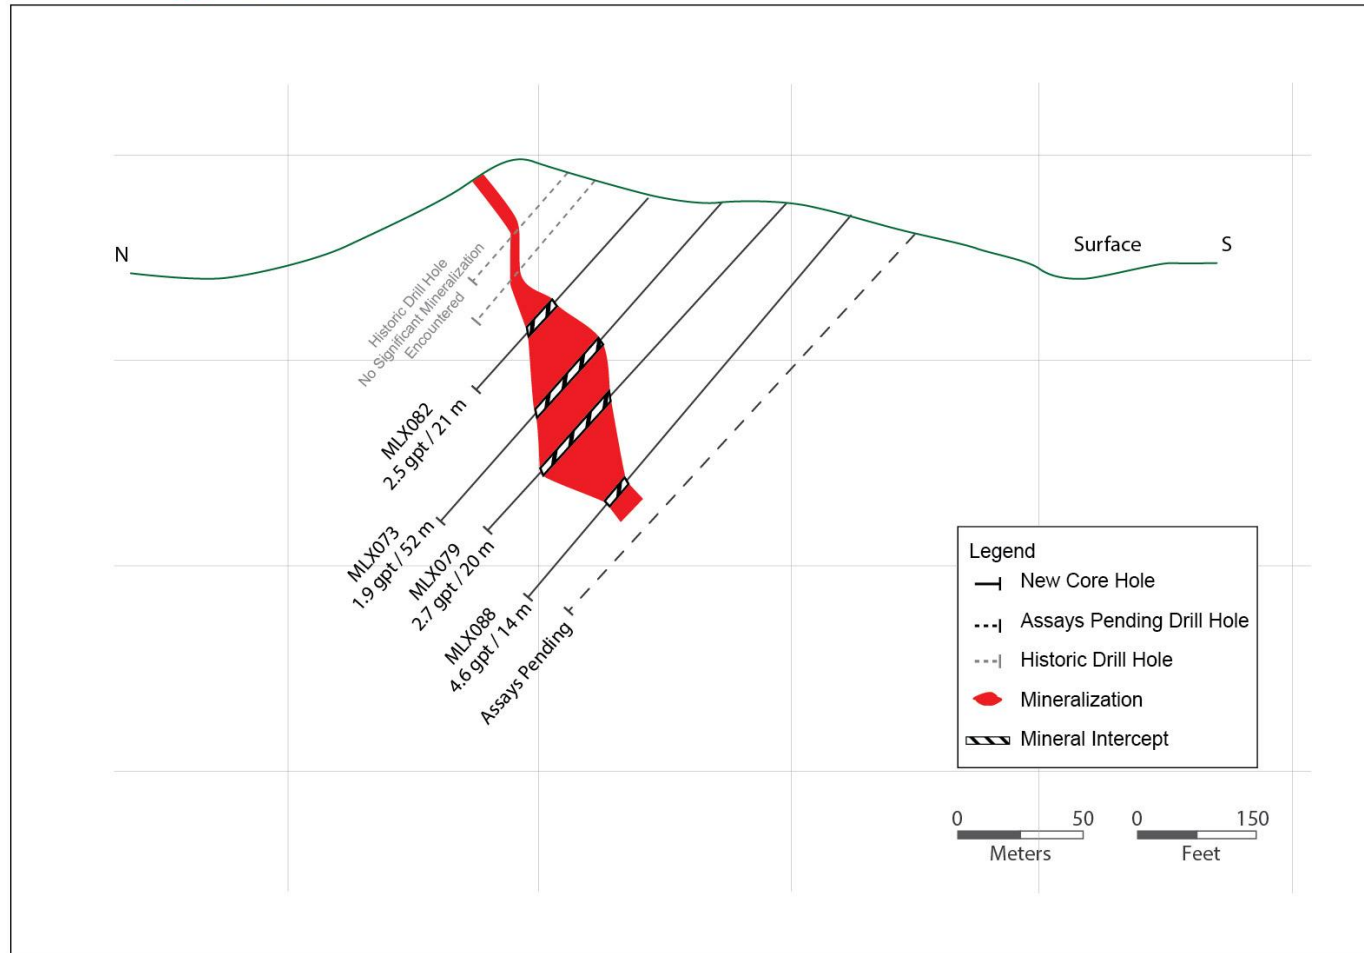 N
Surface
S
Historic Drill Hole
No Significant Mineralization
Encountered
MLX082
2.5 gpt / 21 m
MLX073
1.9 gpt / 52 m
MLX079
2.7 gpt / 20 m
MLX088
4.6 gpt / 14 m
Assays Pending
Legend
New Core Hole
Assays Pending Drill Hole
Historic Drill Hole
Mineralization
Mineral Intercept
0 50
Meters
0 150
Feet